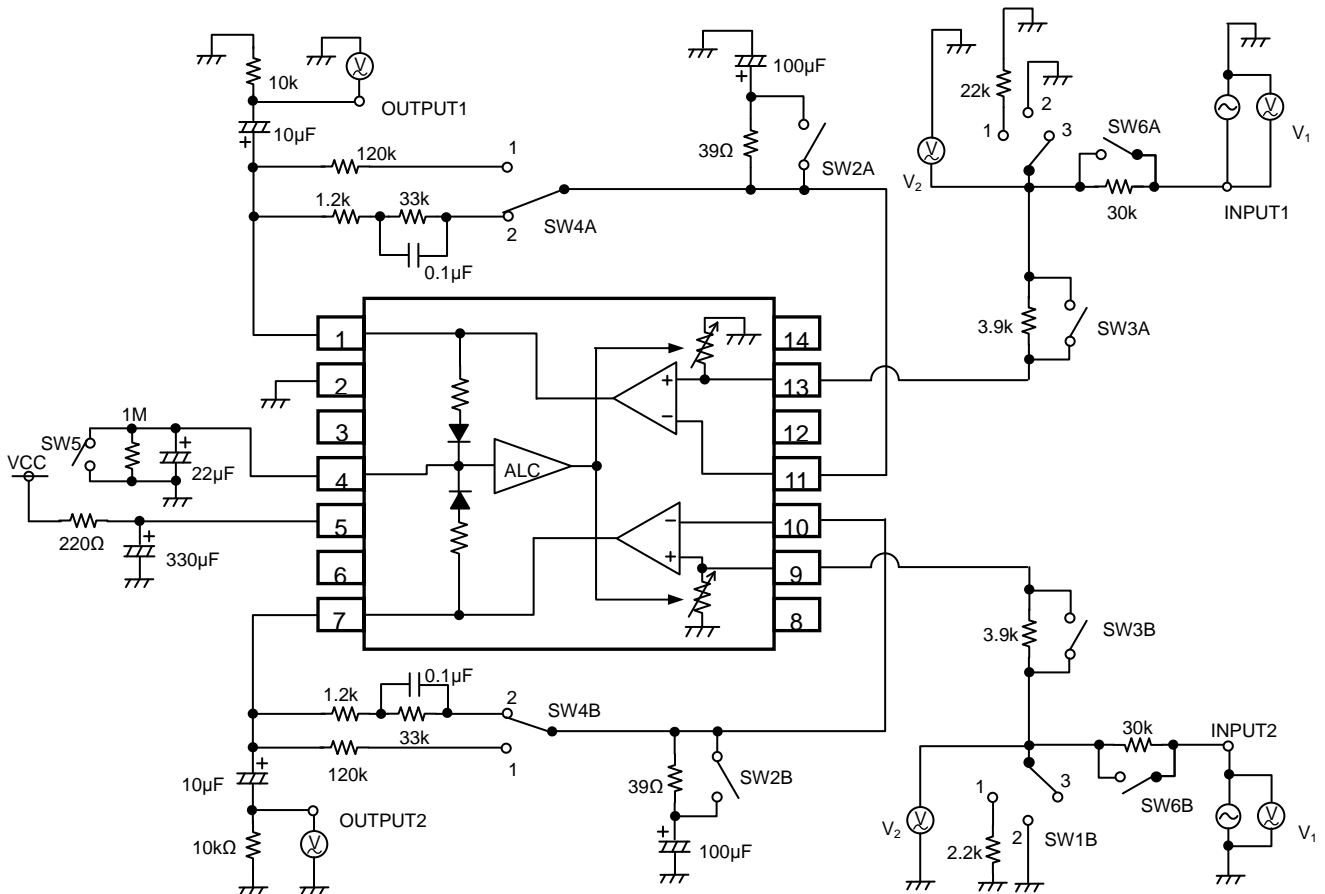 10k
OUTPUT1
10µF
+
120k
1
1.2k
33k
2
SW4A
0.1µF
100µF
+
39Ω
SW2A
22k
1
2
3
SW6A
V
V₂
V
V₁
30k
INPUT1
3.9k
SW3A
1
2
3
4
5
6
7
14
13
12
11
10
9
8
+
−
ALC
−
+
1M
SW5
VCC
+
22µF
220Ω
+
330µF
0.1µF
1.2k
33k
2
SW4B
120k
1
10µF
+
OUTPUT2
10kΩ
V
39Ω
SW2B
+
100µF
3.9k
SW3B
30k
INPUT2
SW6B
V
V₂
1
2.2k
2
3
SW1B
V
V₁
V